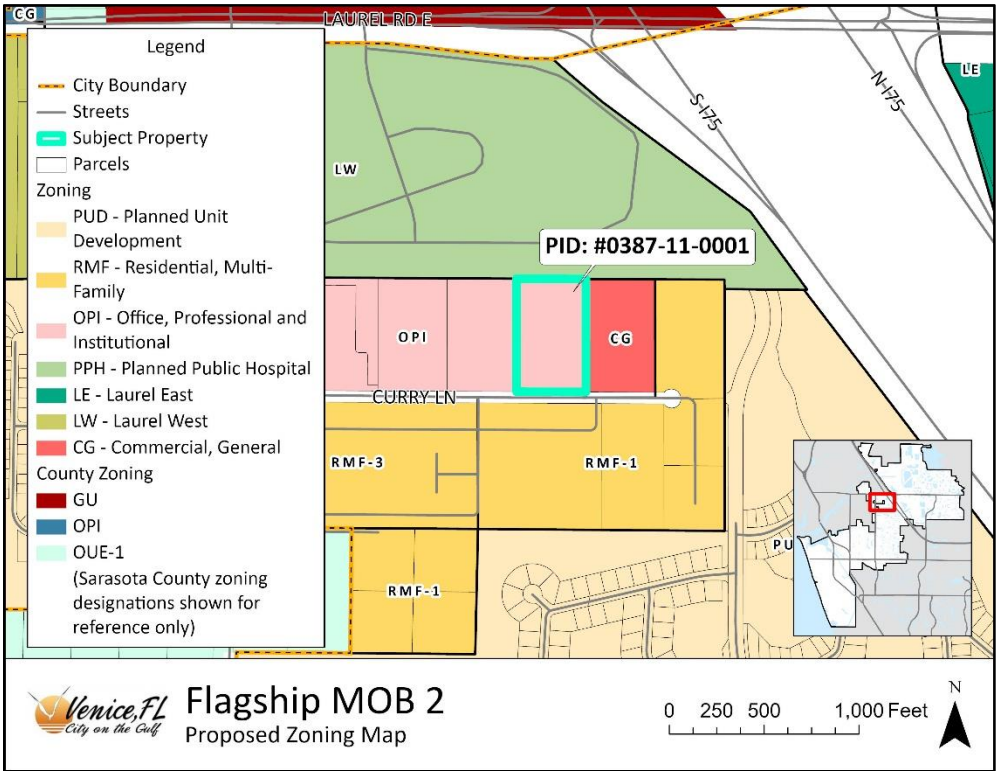 CG
LAUREL RD E
Legend
City Boundary
Streets
Subject Property
Parcels
Zoning
PUD - Planned Unit
Development
RMF - Residential, Multi-
Family
OPI - Office, Professional and
Institutional
PPH - Planned Public Hospital
LE - Laurel East
LW - Laurel West
CG - Commercial, General
County Zoning
GU
OPI
OUE-1
(Sarasota County zoning
designations shown for
reference only)
S-I75
N-I75
LE
LW
PID: #0387-11-0001
OPI
CG
CURRY LN
RMF-3
RMF-1
PU
RMF-1
Venice, FL
City on the Gulf
Flagship MOB 2
Proposed Zoning Map
0 250 500 1,000 Feet
N